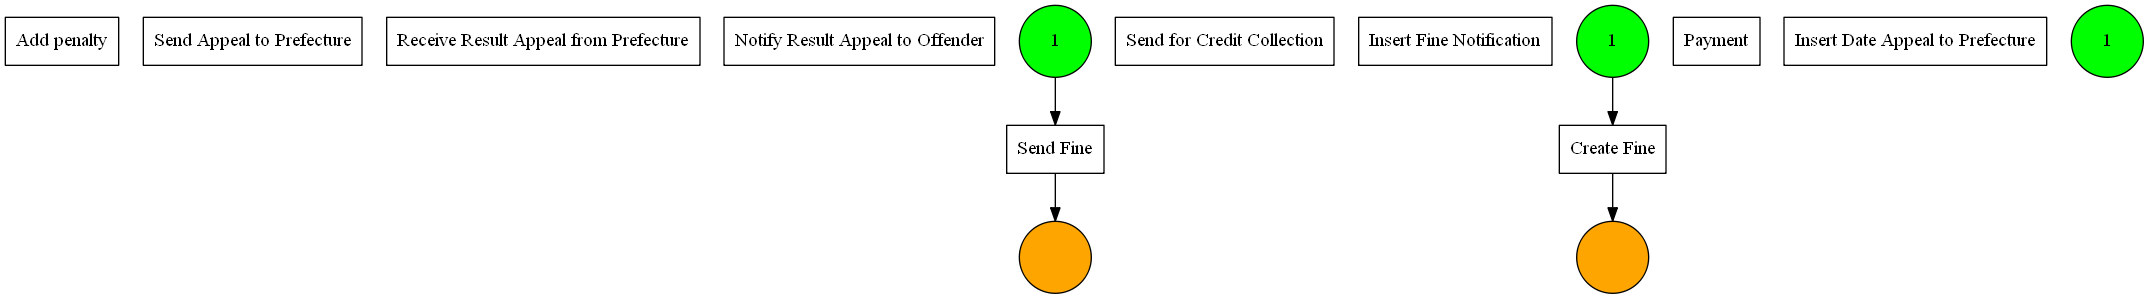 Add penalty
Send Appeal to Prefecture
Receive Result Appeal from Prefecture
Notify Result Appeal to Offender
1
Send for Credit Collection
Insert Fine Notification
1
Payment
Insert Date Appeal to Prefecture
1
Send Fine
Create Fine